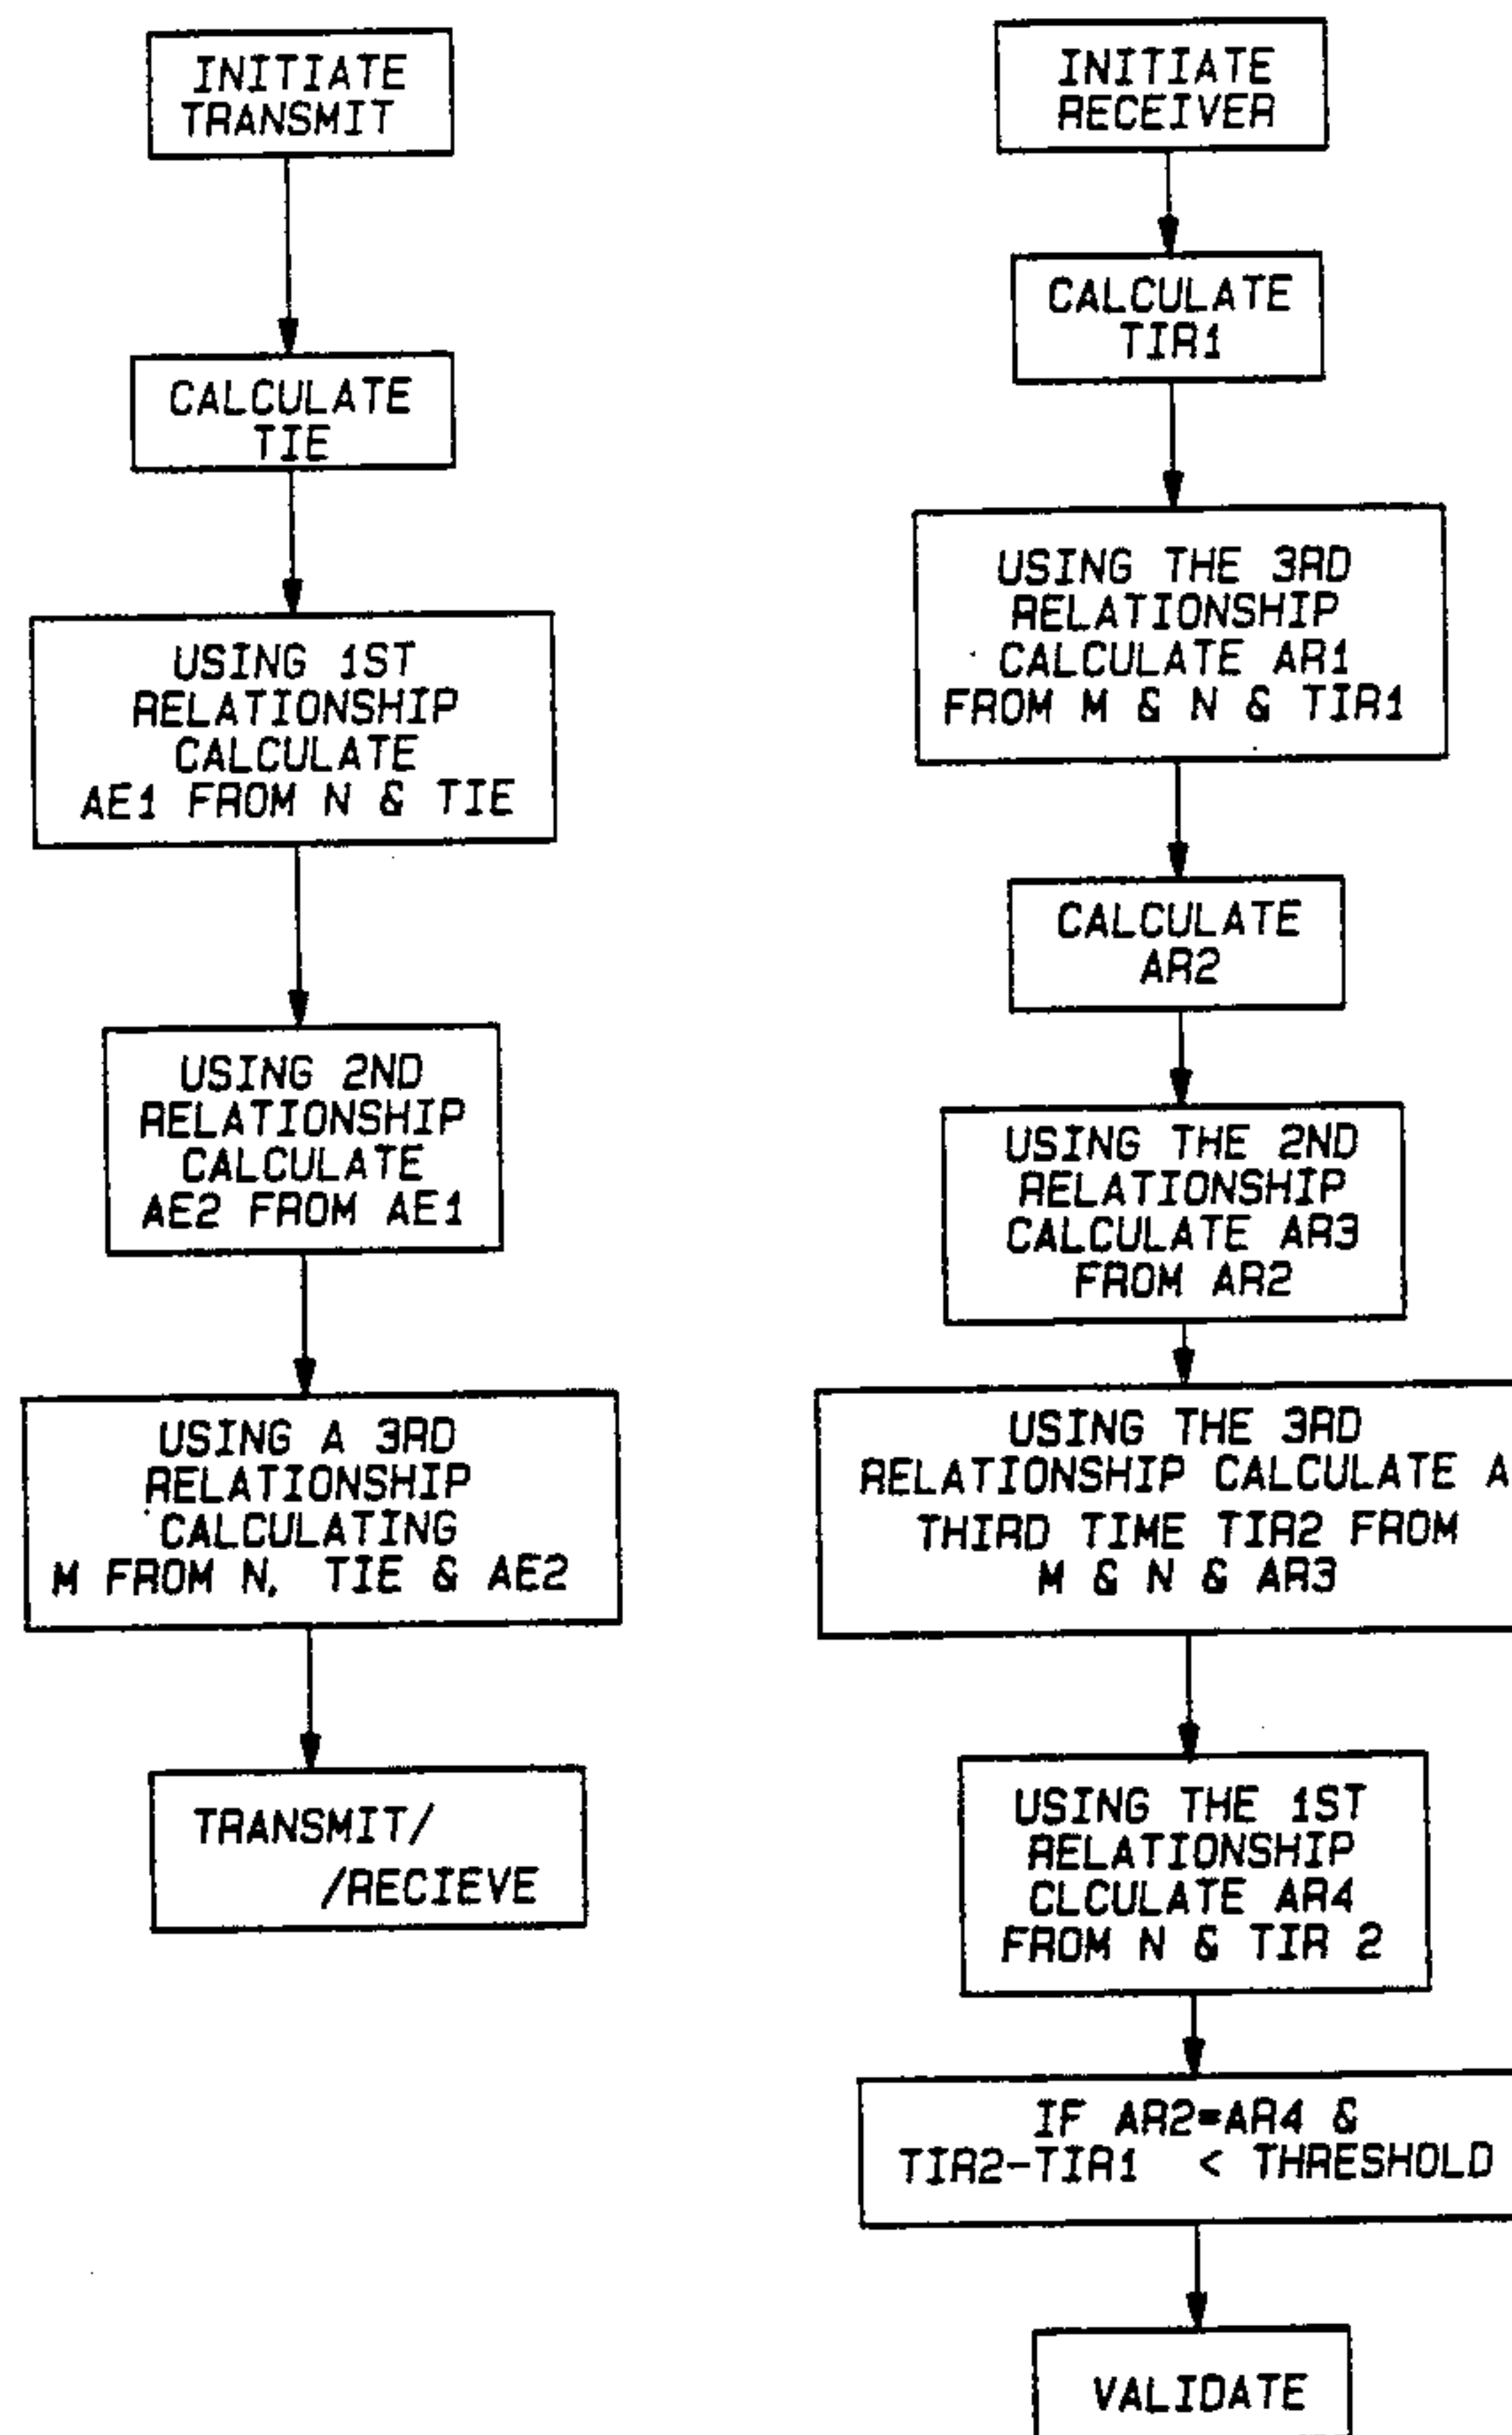 INITIATE
TRANSMIT
CALCULATE
TIE
USING 1ST
RELATIONSHIP
CALCULATE
AE1 FROM N & TIE
USING 2ND
RELATIONSHIP
CALCULATE
AE2 FROM AE1
USING A 3RD
RELATIONSHIP
CALCULATING
M FROM N, TIE & AE2
TRANSMIT/
/RECIEVE
INITIATE
RECEIVER
CALCULATE
TIR1
USING THE 3RD
RELATIONSHIP
CALCULATE AR1
FROM M & N & TIR1
CALCULATE
AR2
USING THE 2ND
RELATIONSHIP
CALCULATE AR3
FROM AR2
USING THE 3RD
RELATIONSHIP CALCULATE A
THIRD TIME TIR2 FROM
M & N & AR3
USING THE 1ST
RELATIONSHIP
CLCULATE AR4
FROM N & TIR 2
IF AR2=AR4 &
TIR2-TIR1 < THRESHOLD
VALIDATE